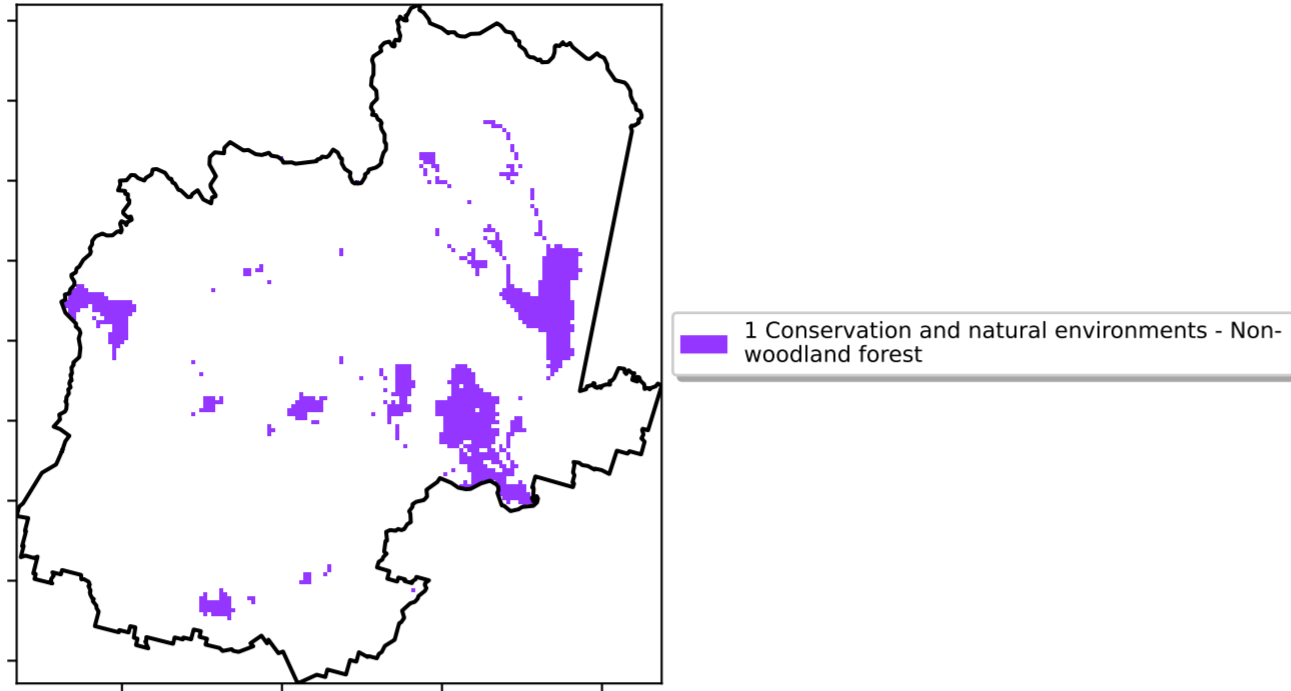 1 Conservation and natural environments - Non-
woodland forest